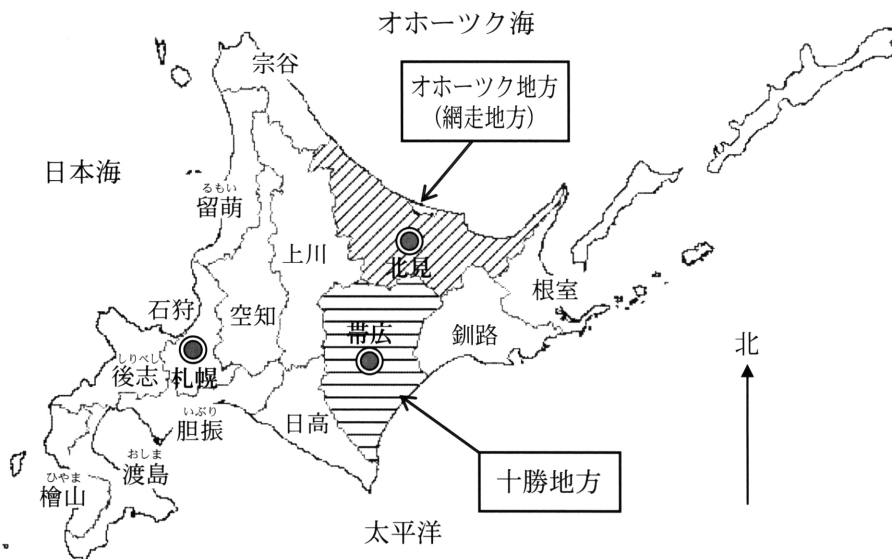 オホーツク海
宗谷
オホーツク地方
(網走地方)
日本海
るもい
留萌
上川
北見
根室
石狩
空知
帯広
釧路
北
しりべし
後志
札幌
いぶり
胆振
日高
おしま
渡島
十勝地方
ひやま
檜山
太平洋